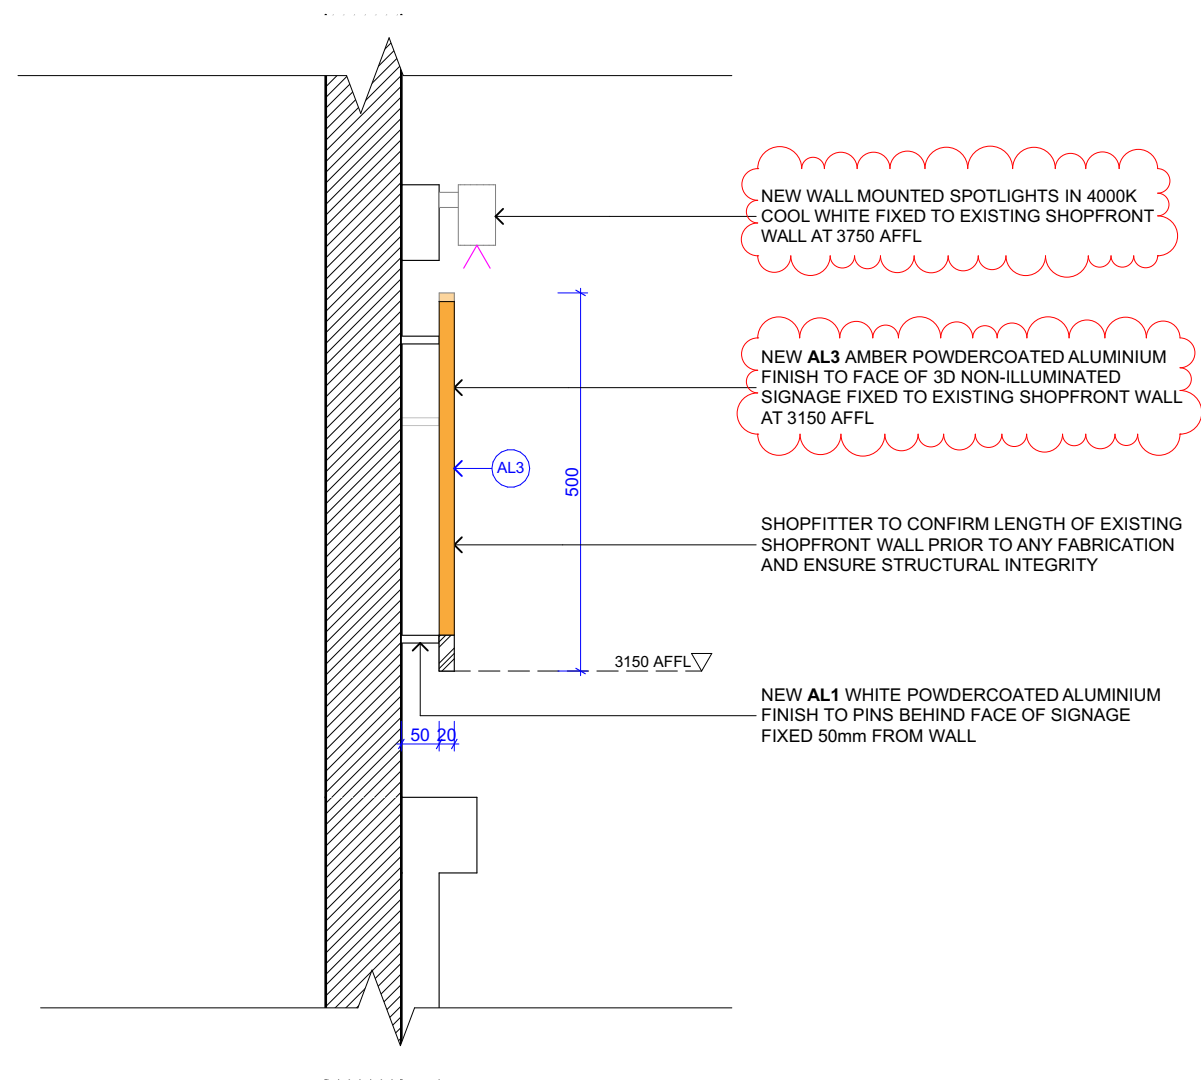 NEW WALL MOUNTED SPOTLIGHTS IN 4000K
COOL WHITE FIXED TO EXISTING SHOPFRONT
WALL AT 3750 AFFL
NEW AL3 AMBER POWDERCOATED ALUMINIUM
FINISH TO FACE OF 3D NON-ILLUMINATED
SIGNAGE FIXED TO EXISTING SHOPFRONT WALL
AT 3150 AFFL
AL3
500
SHOPFITTER TO CONFIRM LENGTH OF EXISTING
SHOPFRONT WALL PRIOR TO ANY FABRICATION
AND ENSURE STRUCTURAL INTEGRITY
3150 AFFL
NEW AL1 WHITE POWDERCOATED ALUMINIUM
FINISH TO PINS BEHIND FACE OF SIGNAGE
FIXED 50mm FROM WALL
50 20